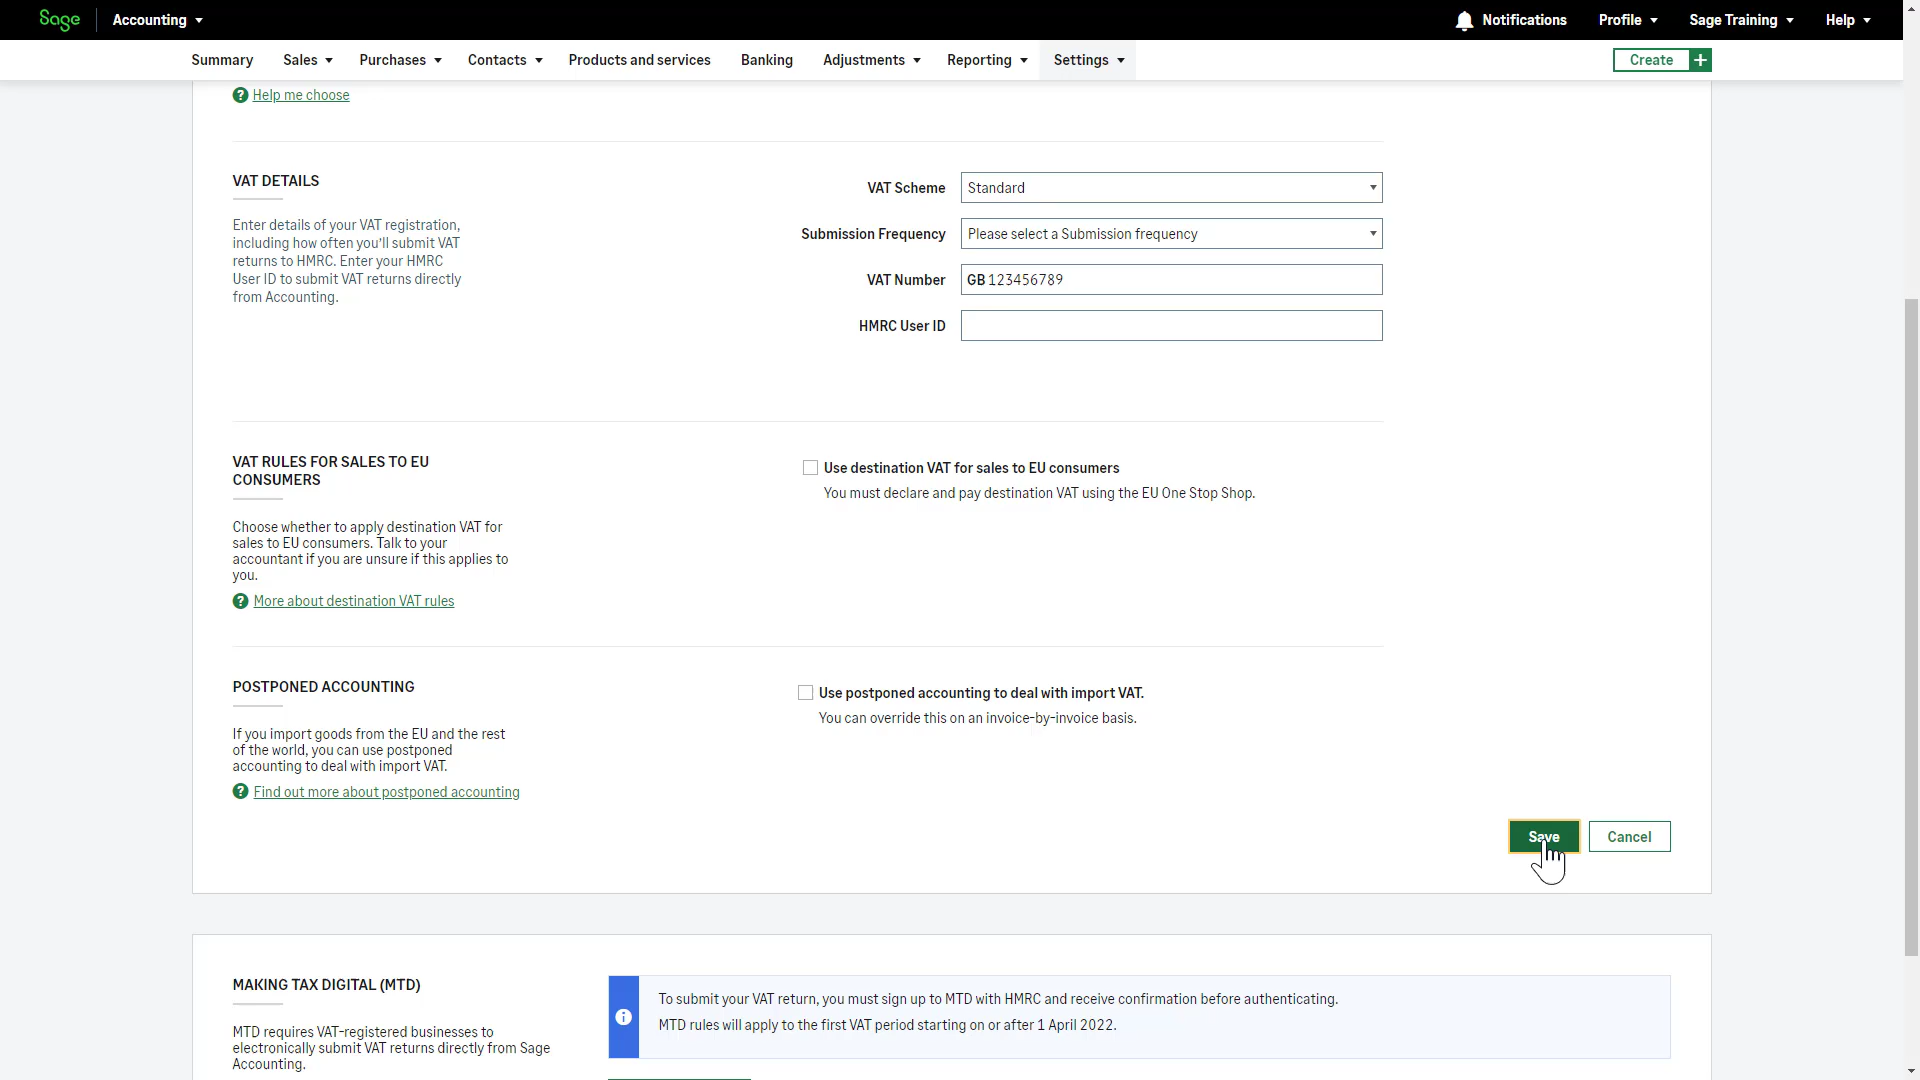 Sage
Accounting
Notifications
Profile
Sage Training
Help
Summary
Sales
Purchases
Contacts
Products and services
Banking
Adjustments
Reporting
Settings
Create
Help me choose
VAT DETAILS
Enter details of your VAT registration,
including how often you'll submit VAT
returns to HMRC. Enter your HMRC
User ID to submit VAT returns directly
from Accounting.
VAT Scheme
Standard
Submission Frequency
Please select a Submission frequency
VAT Number
GB 123456789
HMRC User ID
VAT RULES FOR SALES TO EU
CONSUMERS
Choose whether to apply destination VAT for
sales to EU consumers. Talk to your
accountant if you are unsure if this applies to
you.
More about destination VAT rules
Use destination VAT for sales to EU consumers
You must declare and pay destination VAT using the EU One Stop Shop.
POSTPONED ACCOUNTING
If you import goods from the EU and the rest
of the world, you can use postponed
accounting to deal with import VAT.
Find out more about postponed accounting
Use postponed accounting to deal with import VAT.
You can override this on an invoice-by-invoice basis.
Save
Cancel
MAKING TAX DIGITAL (MTD)
MTD requires VAT-registered businesses to
electronically submit VAT returns directly from Sage
Accounting.
To submit your VAT return, you must sign up to MTD with HMRC and receive confirmation before authenticating.
MTD rules will apply to the first VAT period starting on or after 1 April 2022.